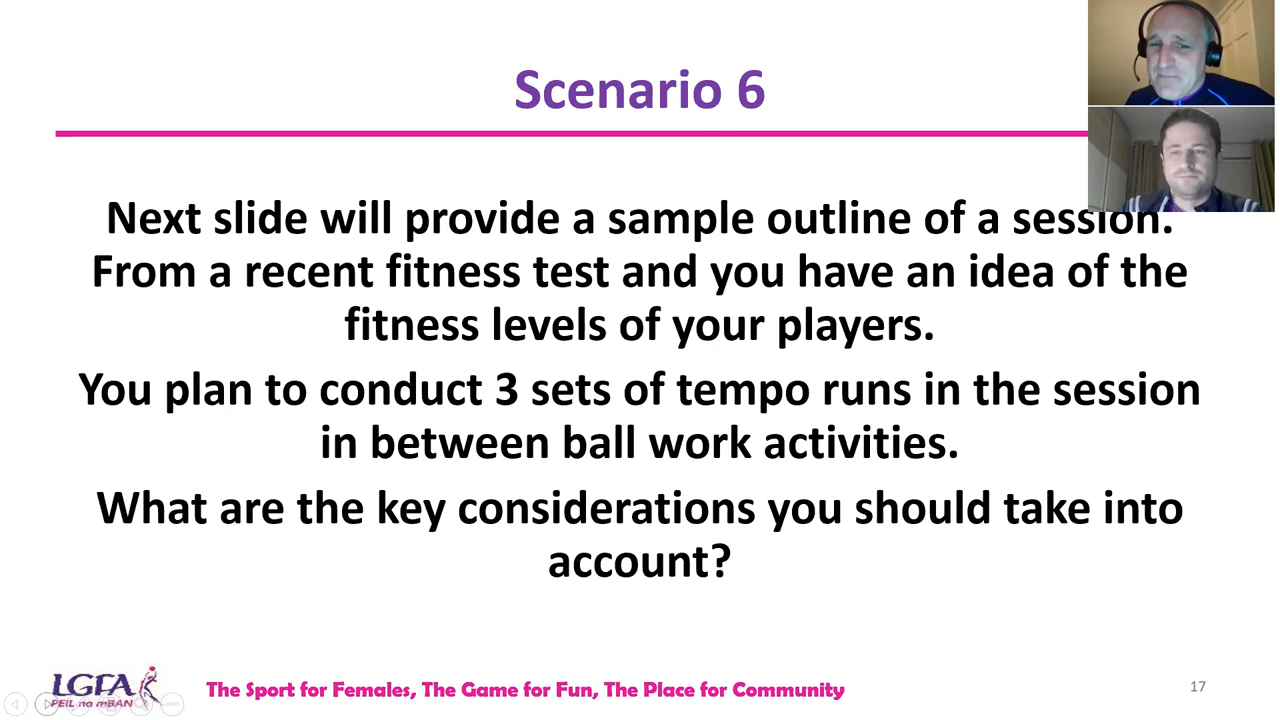 Scenario 6
Next slide will provide a sample outline of a session.
From a recent fitness test and you have an idea of the
fitness levels of your players.
You plan to conduct 3 sets of tempo runs in the session
in between ball work activities.
What are the key considerations you should take into
account?
LGFA
PEIL na mBAN
The Sport for Females, The Game for Fun, The Place for Community
17